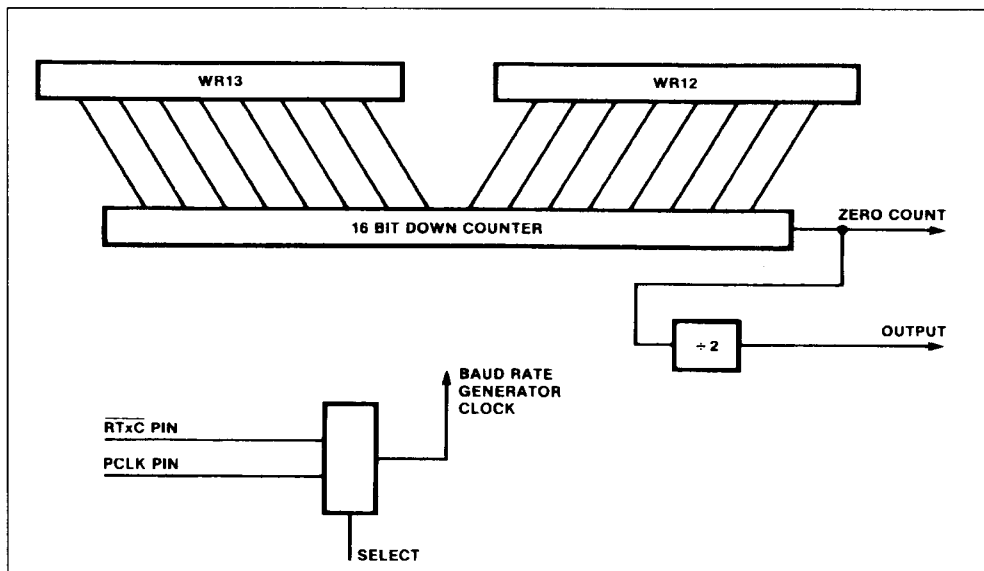 WR13
WR12
16 BIT DOWN COUNTER
ZERO COUNT
÷ 2
OUTPUT
BAUD RATE
GENERATOR
CLOCK
RTxC PIN
PCLK PIN
SELECT